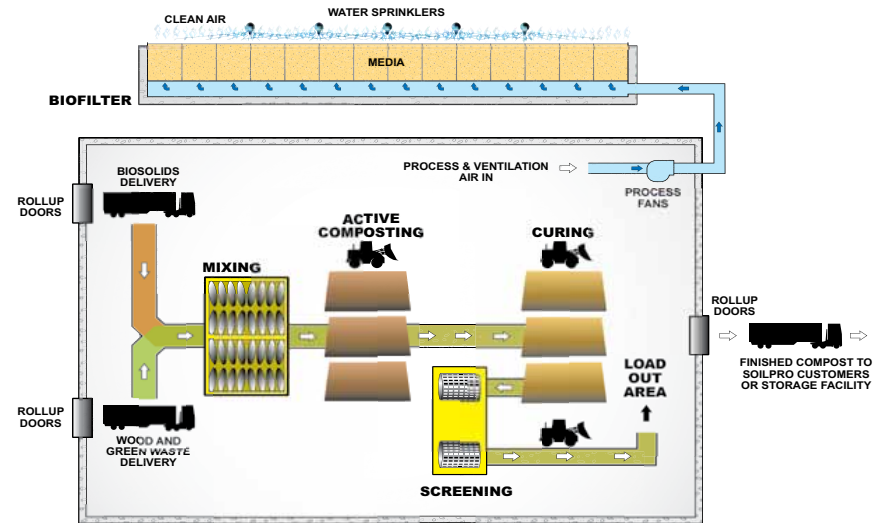 CLEAN AIR
WATER SPRINKLERS
MEDIA
BIOFILTER
PROCESS & VENTILATION
AIR IN
PROCESS
FANS
BIOSOLIDS
DELIVERY
ROLLUP
DOORS
ACTIVE
COMPOSTING
CURING
MIXING
ROLLUP
DOORS
FINISHED COMPOST TO
SOILPRO CUSTOMERS
OR STORAGE FACILITY
LOAD
OUT
AREA
ROLLUP
DOORS
WOOD AND
GREEN WASTE
DELIVERY
SCREENING